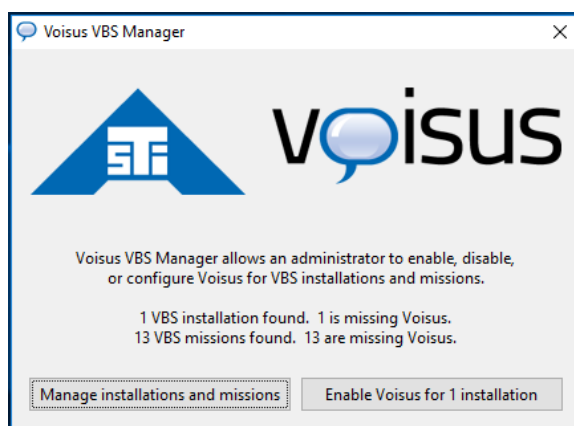 Voisus VBS Manager
STi
voisus
Voisus VBS Manager allows an administrator to enable, disable,
or configure Voisus for VBS installations and missions.
1 VBS installation found. 1 is missing Voisus.
13 VBS missions found. 13 are missing Voisus.
Manage installations and missions
Enable Voisus for 1 installation